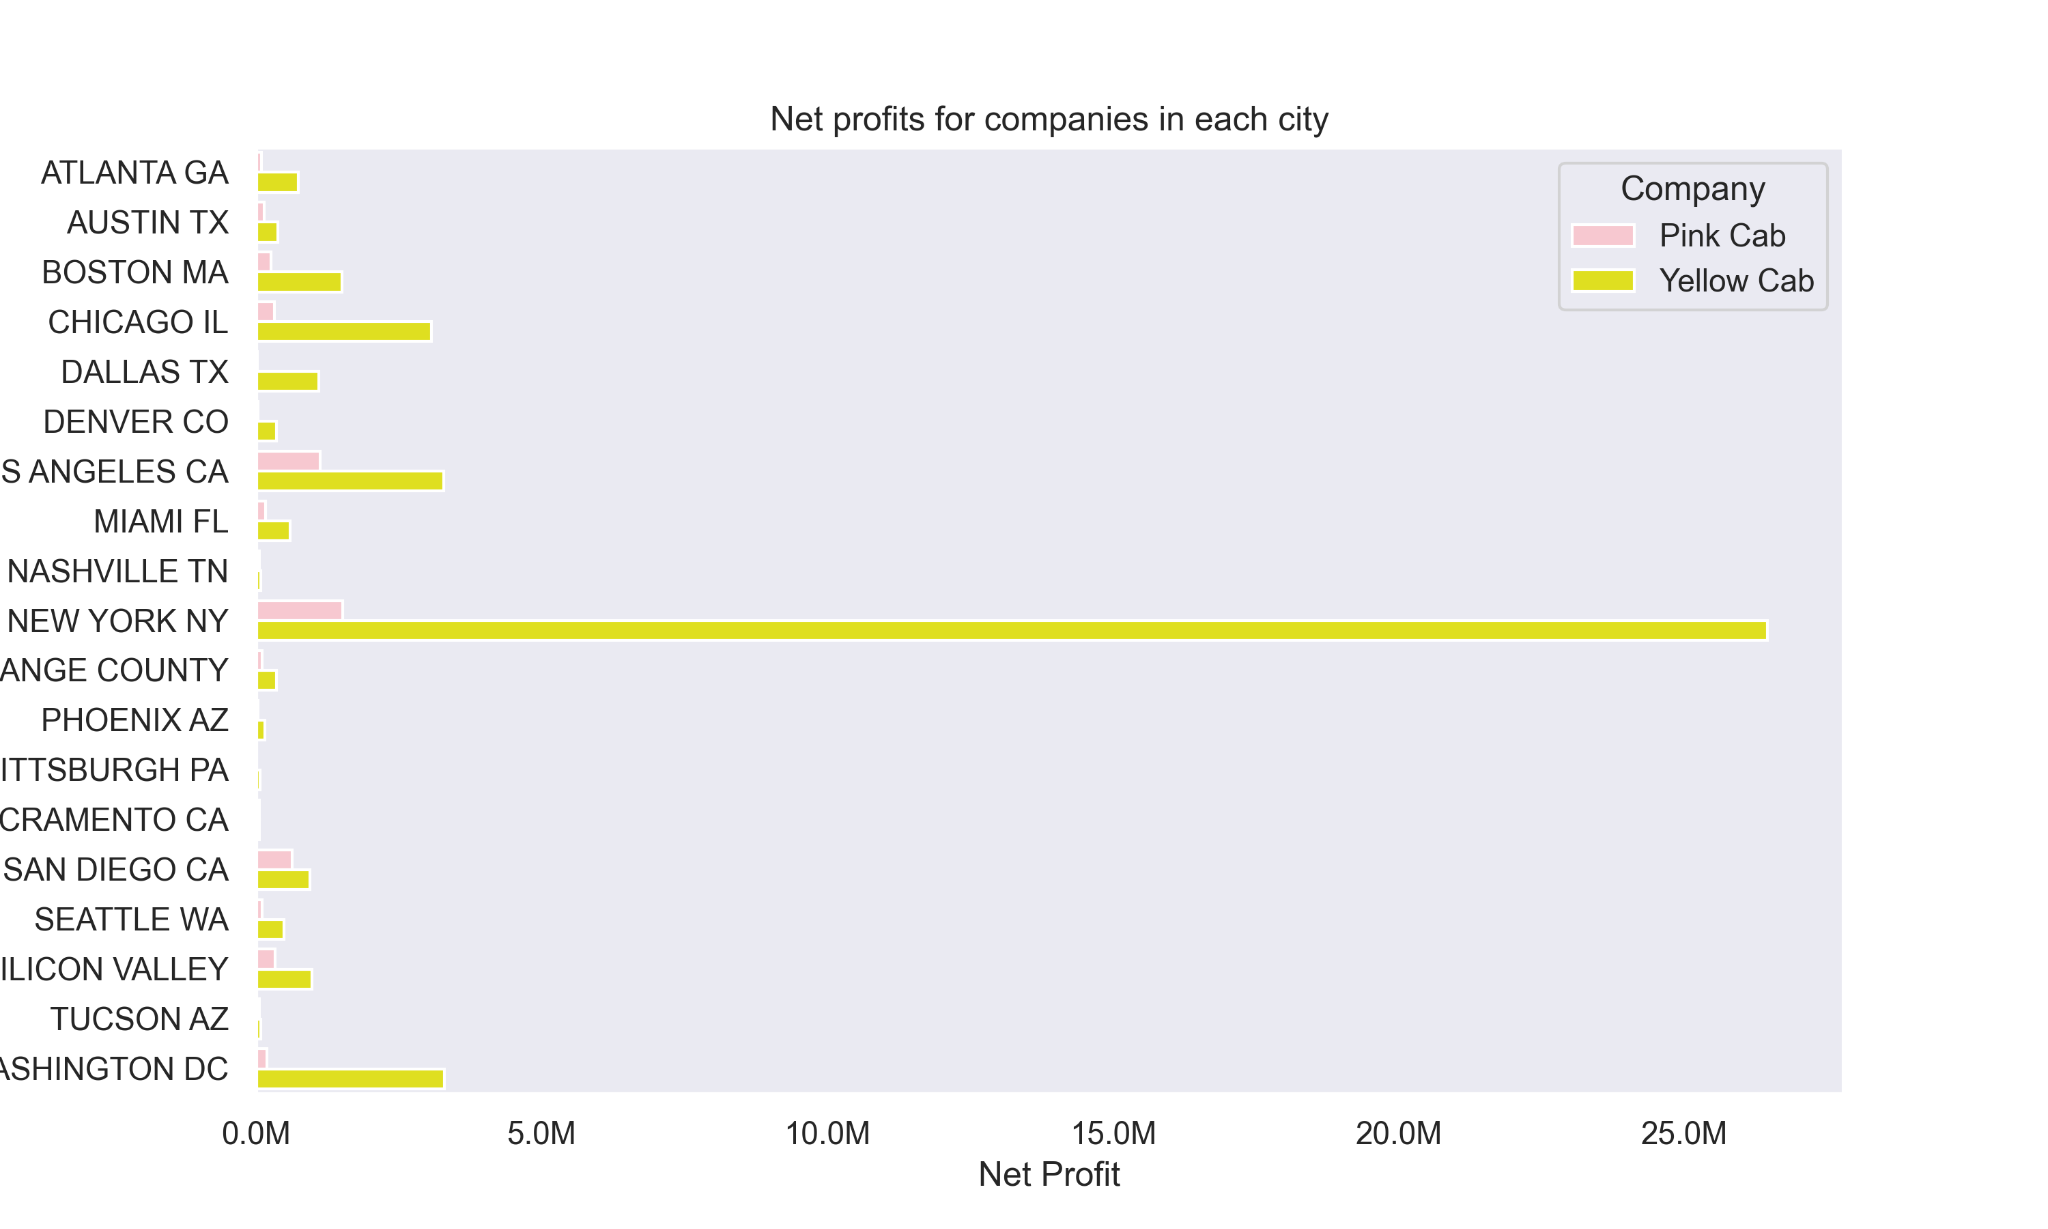 Net profits for companies in each city
Company
Pink Cab
Yellow Cab
ATLANTA GA
AUSTIN TX
BOSTON MA
CHICAGO IL
DALLAS TX
DENVER CO
S ANGELES CA
MIAMI FL
NASHVILLE TN
NEW YORK NY
ANGE COUNTY
PHOENIX AZ
ITTSBURGH PA
CRAMENTO CA
SAN DIEGO CA
SEATTLE WA
ILICON VALLEY
TUCSON AZ
ASHINGTON DC
0.0M 5.0M 10.0M 15.0M 20.0M 25.0M
Net Profit